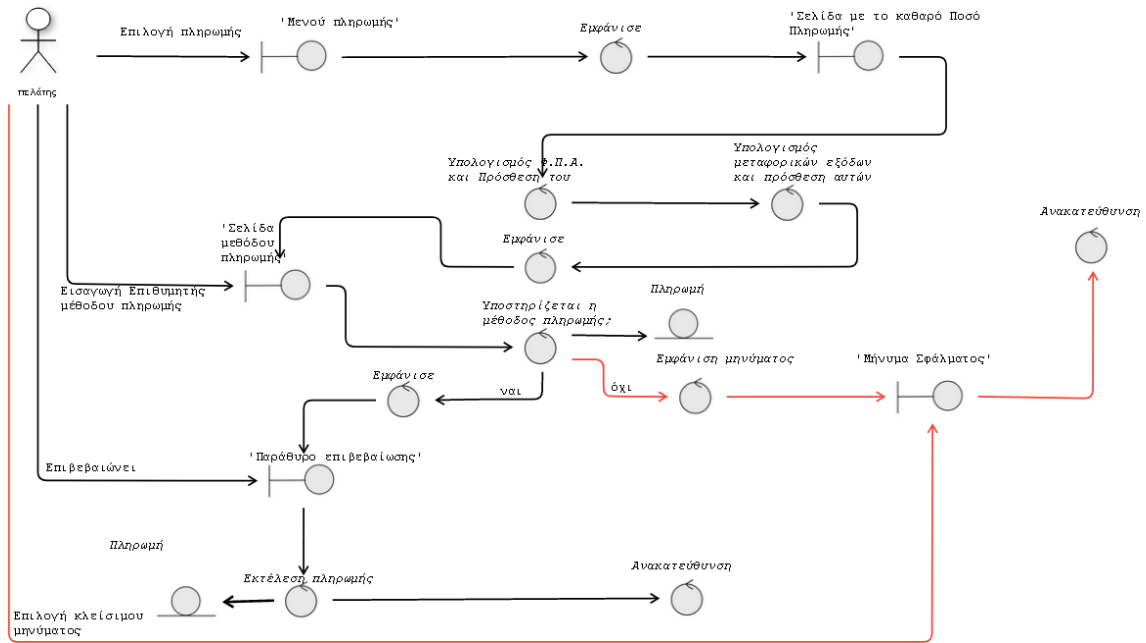 Επιλογή πληρωμής
'Μενού πληρωμής'
Εμφάνισε
'Σελίδα με το καθαρό Ποσό
Πληρωμής'
πελάτης
Υπολογισμός Φ.Π.Α.
και Πρόσθεση του
Υπολογισμός
μεταφορικών εξόδων
και πρόσθεση αυτών
Ανακατεύθυνση
'Σελίδα
μεθόδου
πληρωμής'
Εμφάνισε
Εισαγωγή Επιθυμητής
μέθοδου πληρωμής
Υποστηρίζεται η
μέθοδος πληρωμής;
Πληρωμή
Εμφάνιση μηνύματος
'Μήνυμα Σφάλματος'
όχι
Εμφάνισε
ναι
'Παράθυρο επιβεβαίωσης'
Επιβεβαιώνει
Πληρωμή
Εκτέλεση πληρωμής
Ανακατεύθυνση
Επιλογή κλείσιμου
μηνύματος